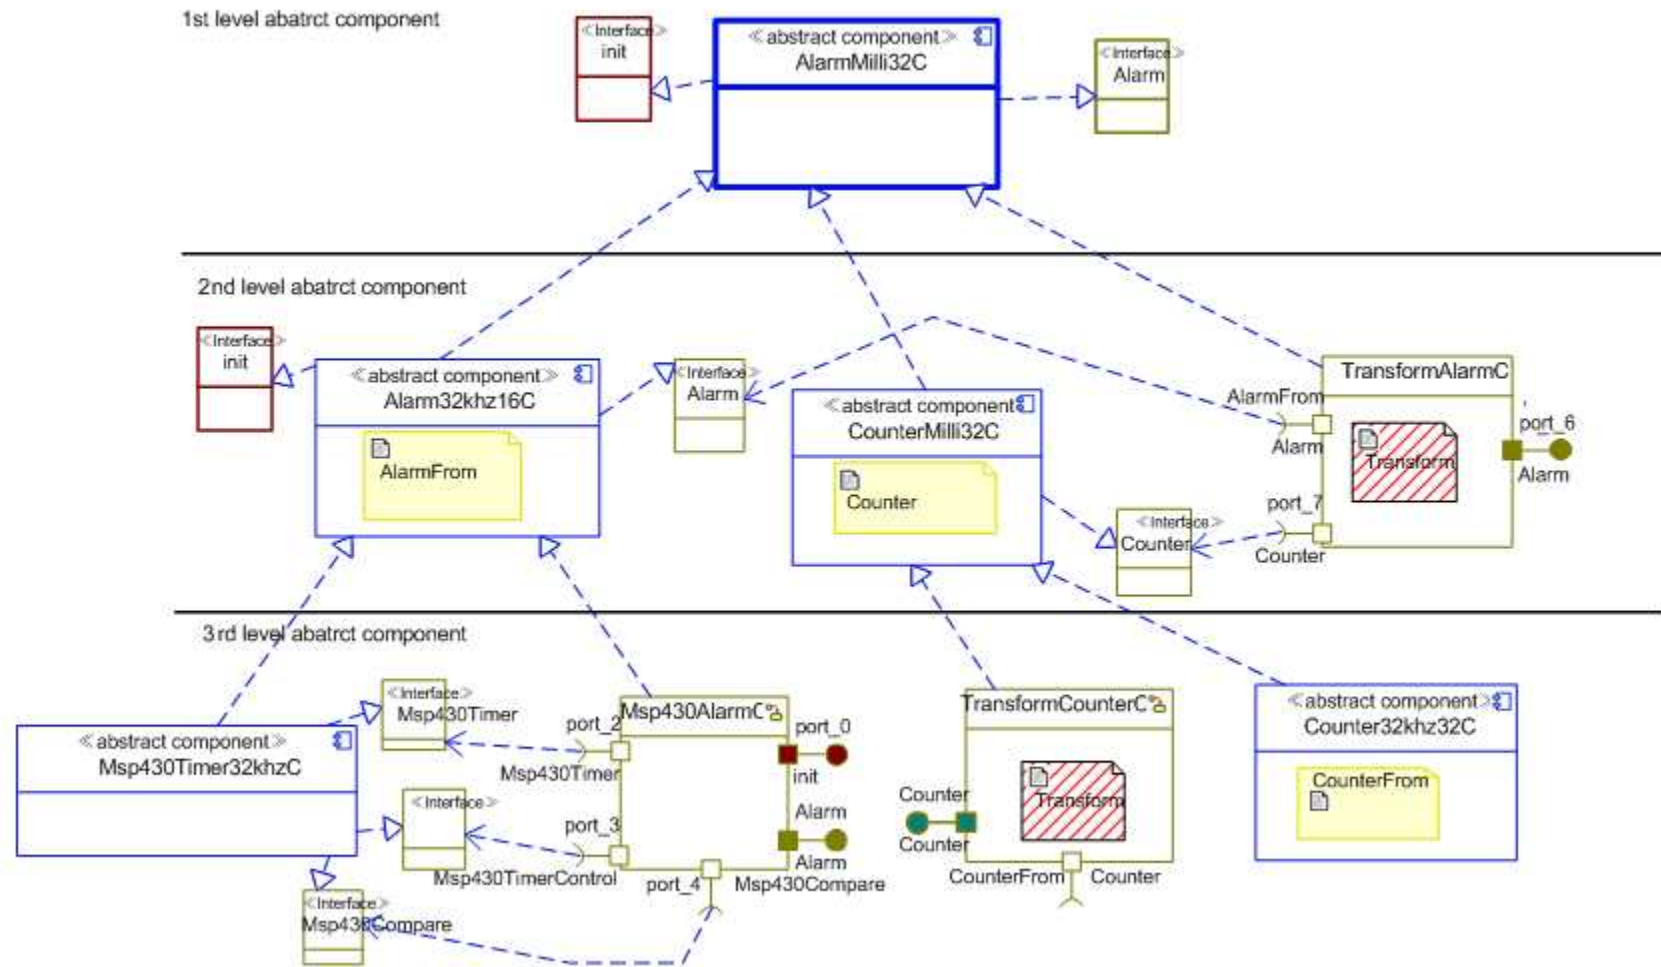 1st level abatrct component
≪Interface≫
init
≪abstract component≫
AlarmMilli32C
≪Interface≫
Alarm
2nd level abatrct component
≪Interface≫
init
≪abstract component≫
Alarm32khz16C
AlarmFrom
≪Interface≫
Alarm
≪abstract component
CounterMilli32C
Counter
≪Interface≫
Counter
TransformAlarmC
AlarmFrom
Alarm
Transform
port_6
Alarm
port_7
Counter
3rd level abatrct component
≪abstract component≫
Msp430Timer32khzC
≪Interface≫
Msp430Timer
≪Interface≫
≪Interface≫
Msp430Compare
Msp430AlarmC
port_2
Msp430Timer
port_3
Msp430TimerControl
port_4
Msp430Compare
port_0
init
Alarm
Alarm
TransformCounterC
Transform
Counter
Counter
CounterFrom
Counter
≪abstract component≫
Counter32khz32C
CounterFrom